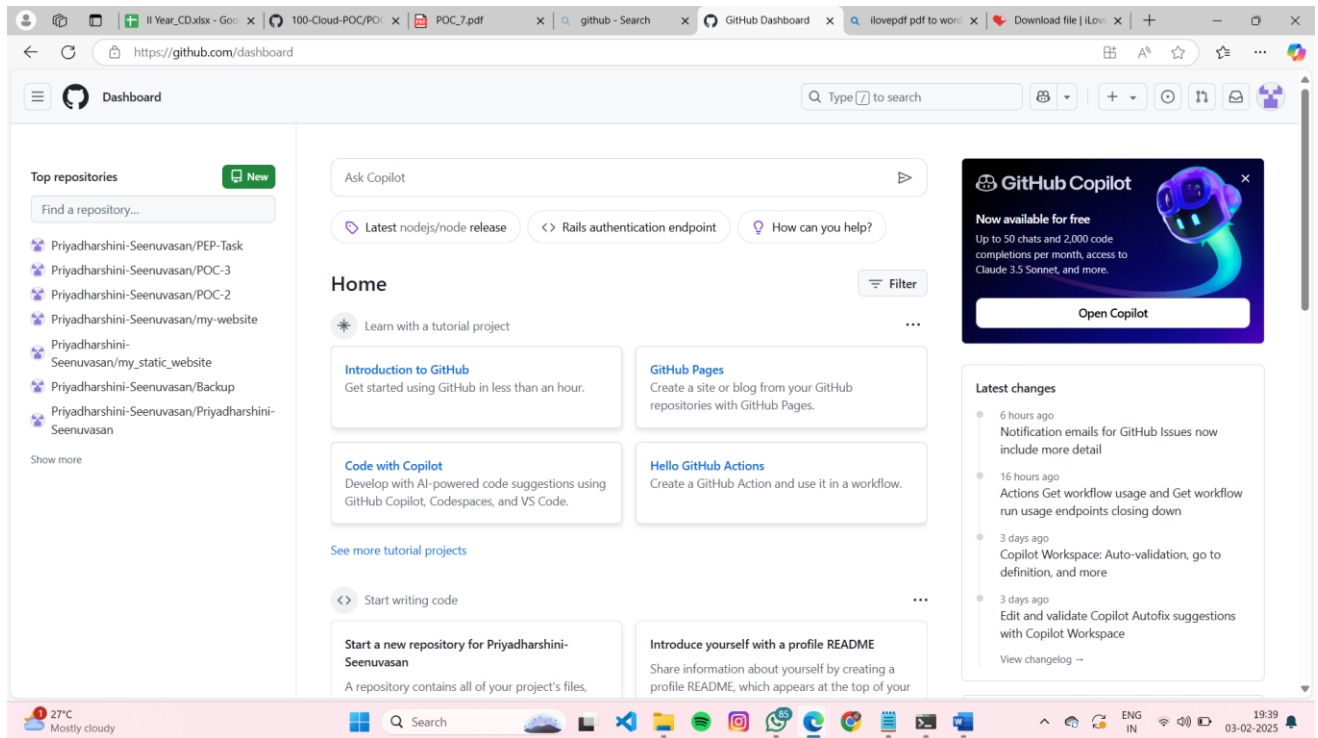 II Year_CD.xlsx - Goo
100-Cloud-POC/POC
POC_7.pdf
github - Search
GitHub Dashboard
ilovepdf pdf to word
Download file | iLov
https://github.com/dashboard
Dashboard
Type / to search
Top repositories
New
Find a repository...
Priyadharshini-Seenuvasan/PEP-Task
Priyadharshini-Seenuvasan/POC-3
Priyadharshini-Seenuvasan/POC-2
Priyadharshini-Seenuvasan/my-website
Priyadharshini-
Seenuvasan/my_static_website
Priyadharshini-Seenuvasan/Backup
Priyadharshini-Seenuvasan/Priyadharshini-
Seenuvasan
Show more
Ask Copilot
Latest nodejs/node release
Rails authentication endpoint
How can you help?
Home
Filter
Learn with a tutorial project
Introduction to GitHub
Get started using GitHub in less than an hour.
GitHub Pages
Create a site or blog from your GitHub
repositories with GitHub Pages.
Code with Copilot
Develop with AI-powered code suggestions using
GitHub Copilot, Codespaces, and VS Code.
Hello GitHub Actions
Create a GitHub Action and use it in a workflow.
See more tutorial projects
Start writing code
Start a new repository for Priyadharshini-
Seenuvasan
A repository contains all of your project's files,
Introduce yourself with a profile README
Share information about yourself by creating a
profile README, which appears at the top of your
GitHub Copilot
Now available for free
Up to 50 chats and 2,000 code
completions per month, access to
Claude 3.5 Sonnet, and more.
Open Copilot
Latest changes
6 hours ago
Notification emails for GitHub Issues now
include more detail
16 hours ago
Actions Get workflow usage and Get workflow
run usage endpoints closing down
3 days ago
Copilot Workspace: Auto-validation, go to
definition, and more
3 days ago
Edit and validate Copilot Autofix suggestions
with Copilot Workspace
View changelog →
1
27°C
Mostly cloudy
Search
85
ENG
IN
19:39
03-02-2025